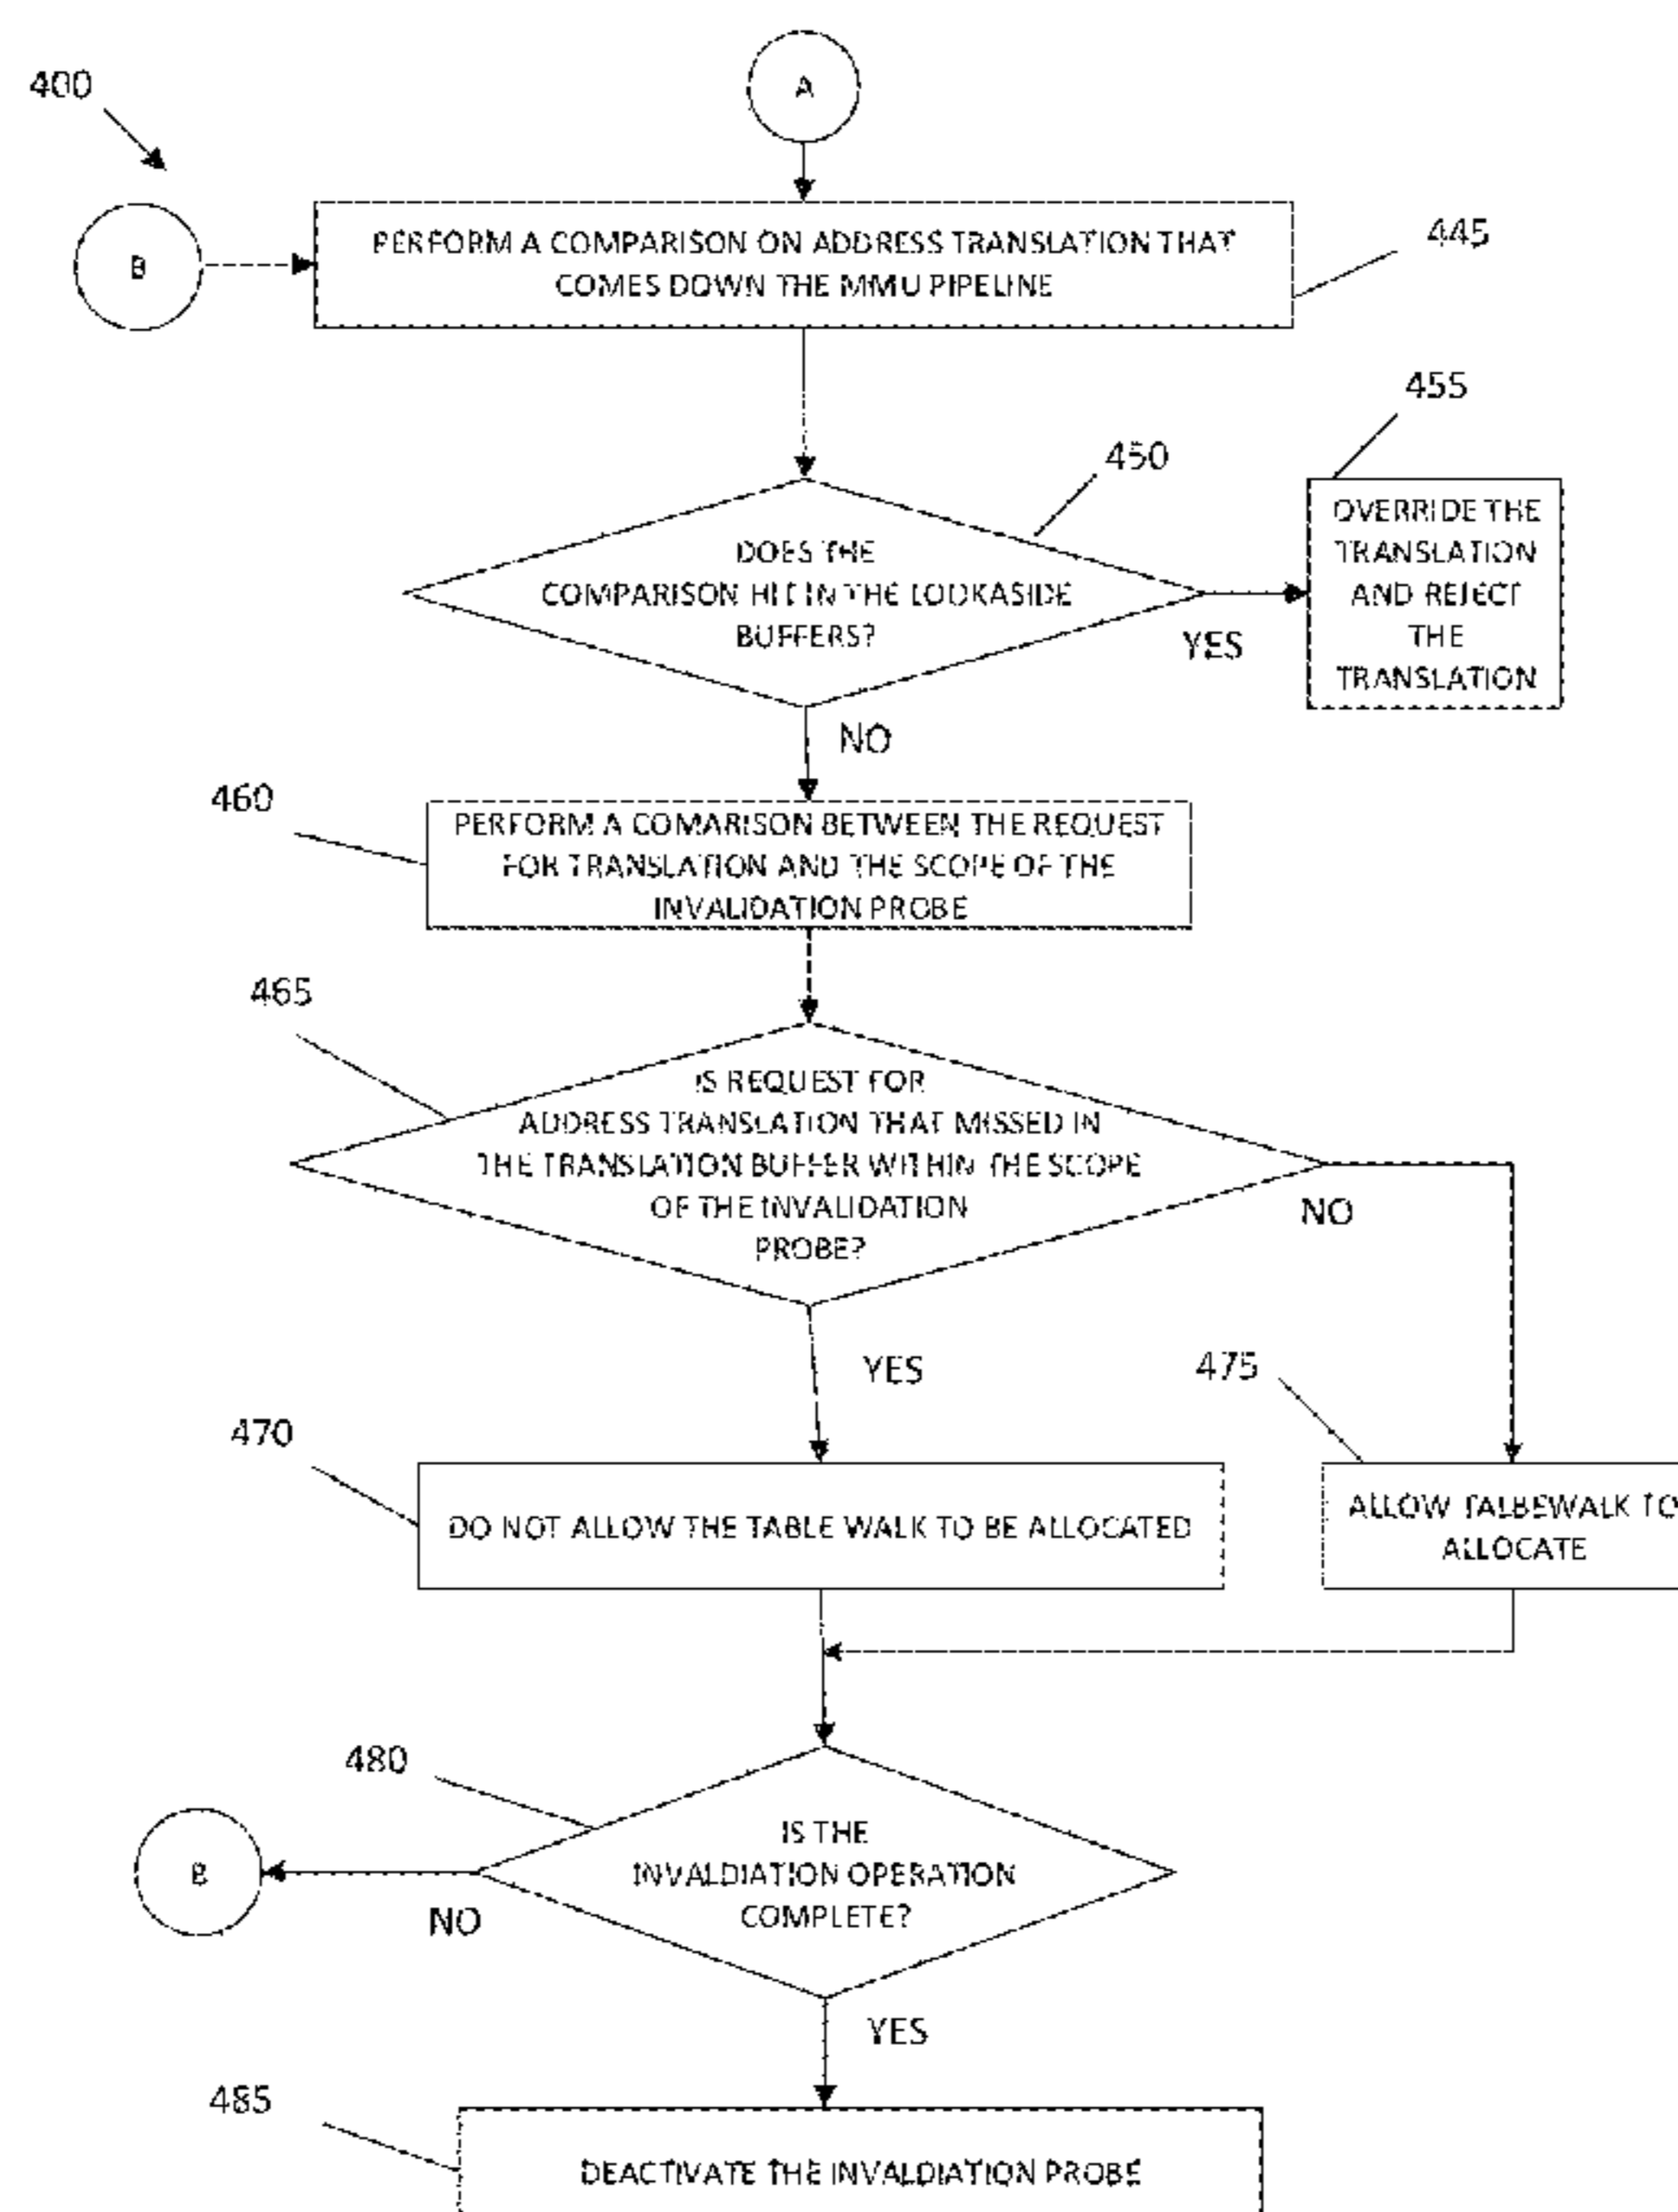 400
A
B
PERFORM A COMPARISON ON ADDRESS TRANSLATION THAT
COMES DOWN THE MMU PIPELINE
445
455
450
DOES THE
COMPARISON HIT IN THE LOOKASIDE
BUFFERS?
YES
OVERRIDE THE
TRANSLATION
AND REJECT
THE
TRANSLATION
NO
460
PERFORM A COMARISON BETWEEN THE REQUEST
FOR TRANSLATION AND THE SCOPE OF THE
INVALIDATION PROBE
465
IS REQUEST FOR
ADDRESS TRANSLATION THAT MISSED IN
THE TRANSLATION BUFFER WITHIN THE SCOPE
OF THE INVALIDATION
PROBE?
NO
YES
475
470
DO NOT ALLOW THE TABLE WALK TO BE ALLOCATED
ALLOW TALBEWALK TO
ALLOCATE
480
IS THE
INVALDIATION OPERATION
COMPLETE?
B
NO
YES
485
DEACTIVATE THE INVALDIATION PROBE